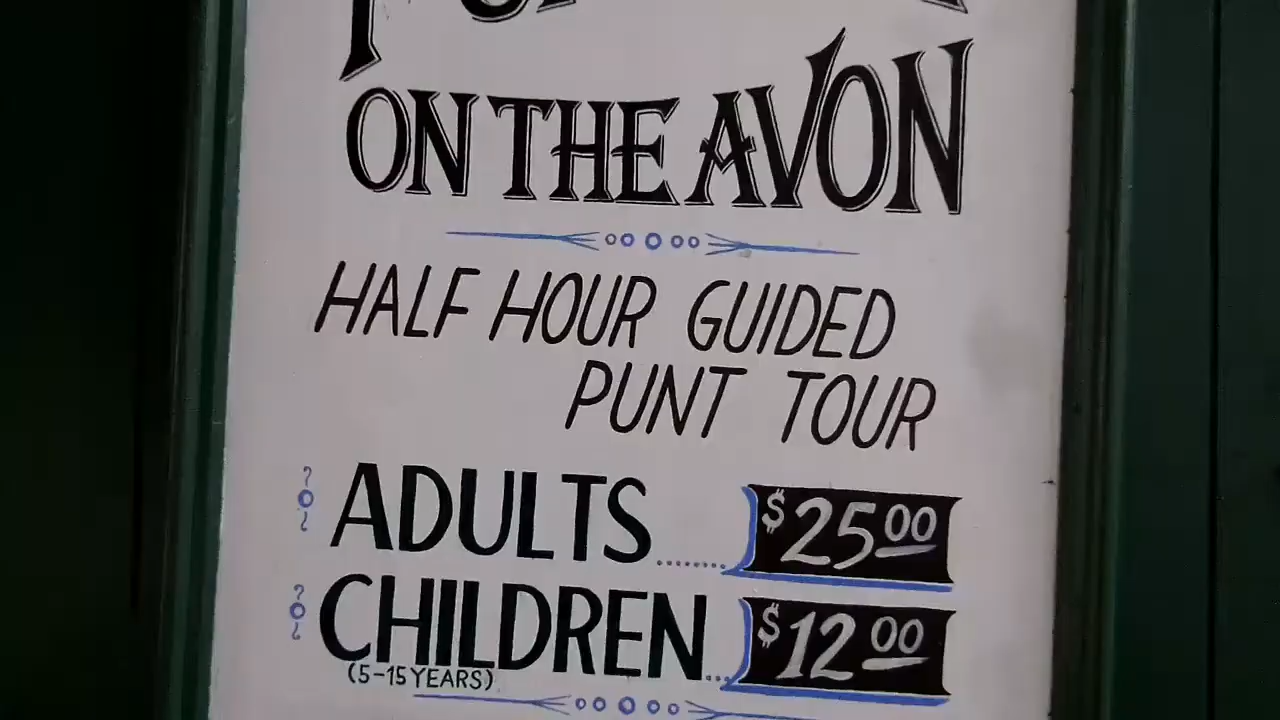 ON THE AVON
HALF HOUR GUIDED
PUNT TOUR
ADULTS......$25.00
CHILDREN...$12.00
(5-15 YEARS)